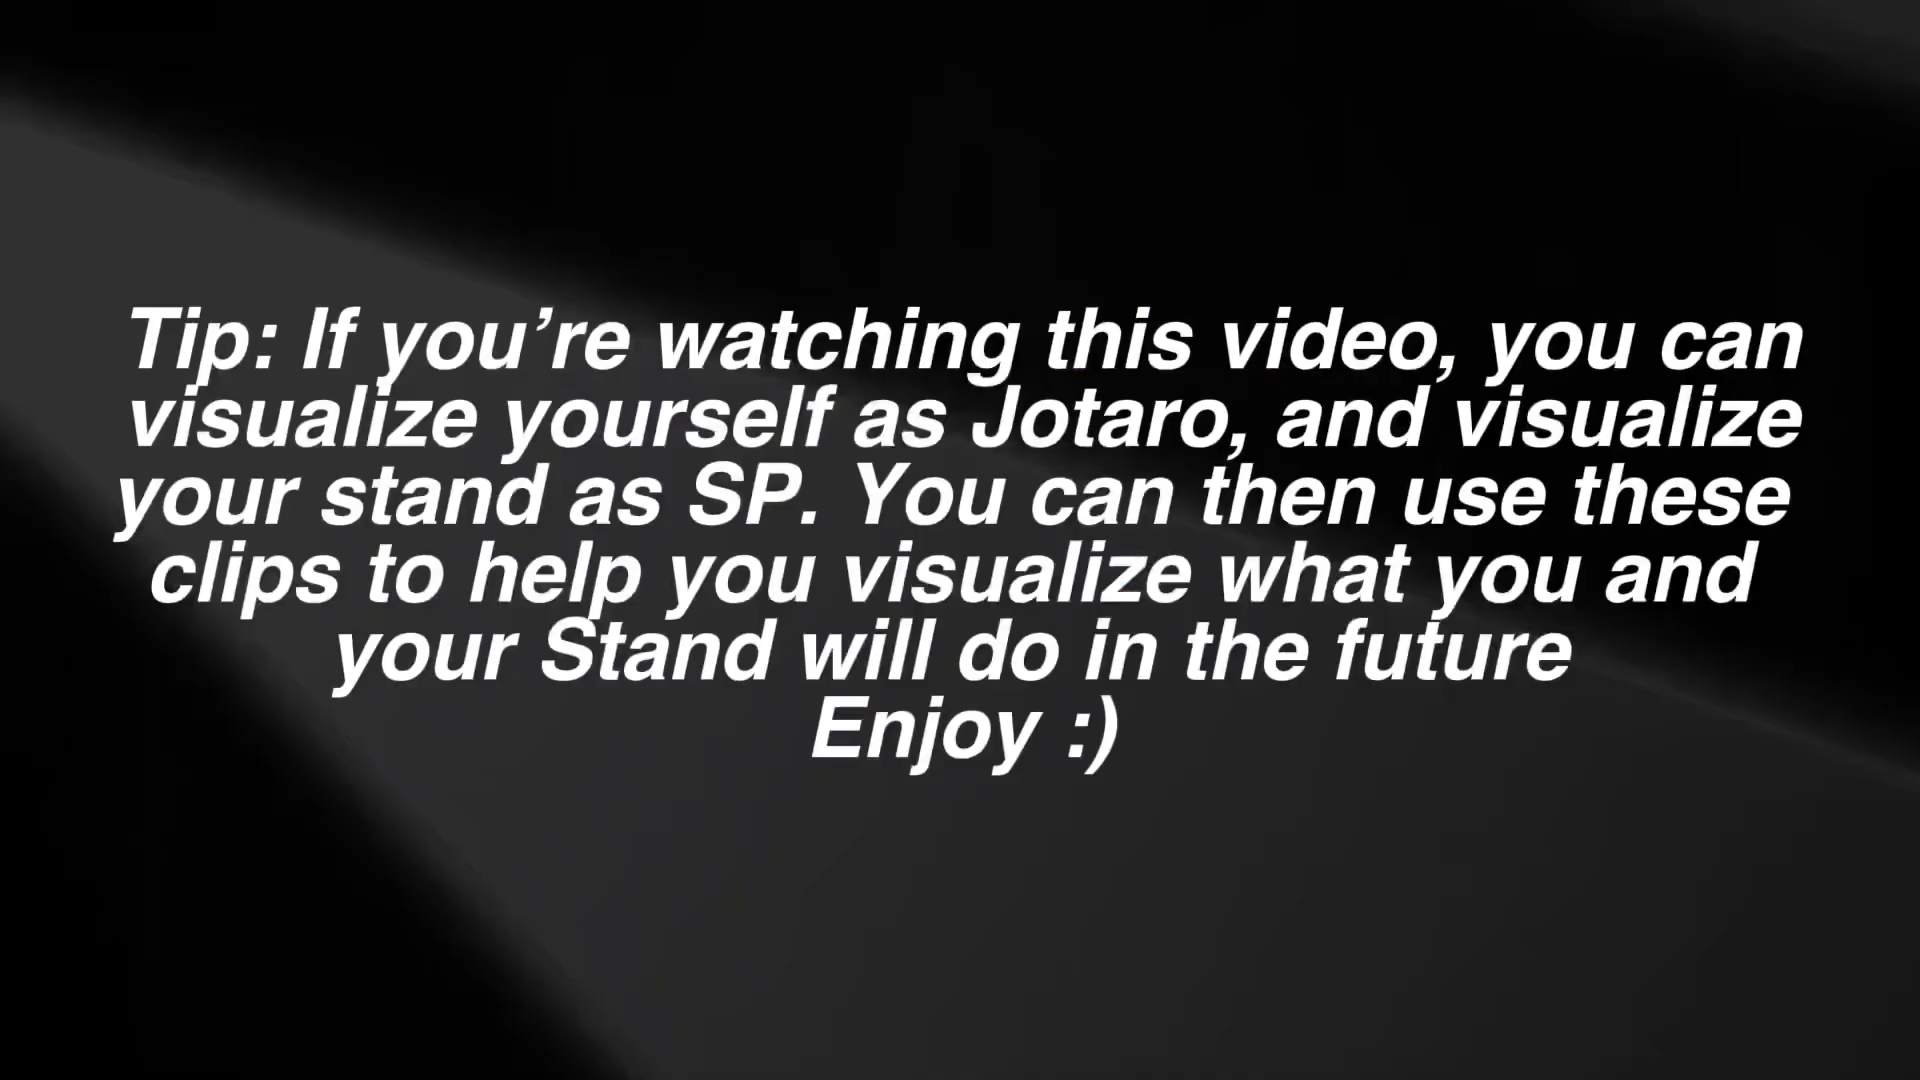 Tip: If you’re watching this video, you can
visualize yourself as Jotaro, and visualize
your stand as SP. You can then use these
clips to help you visualize what you and
your Stand will do in the future
Enjoy :)